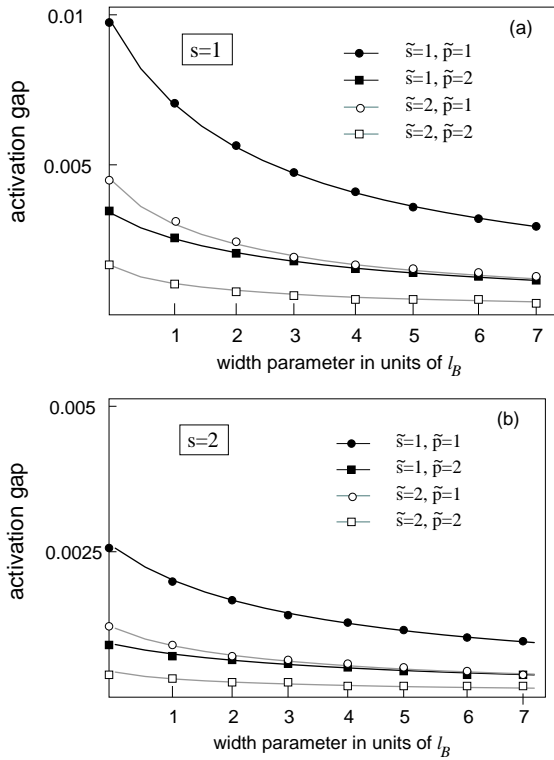 0.01
(a)
s=1
s̃=1, p̃=1
s̃=1, p̃=2
s̃=2, p̃=1
s̃=2, p̃=2
0.005
activation gap
1 2 3 4 5 6 7
width parameter in units of l_B
0.005
(b)
s=2
s̃=1, p̃=1
s̃=1, p̃=2
s̃=2, p̃=1
s̃=2, p̃=2
0.0025
activation gap
1 2 3 4 5 6 7
width parameter in units of l_B